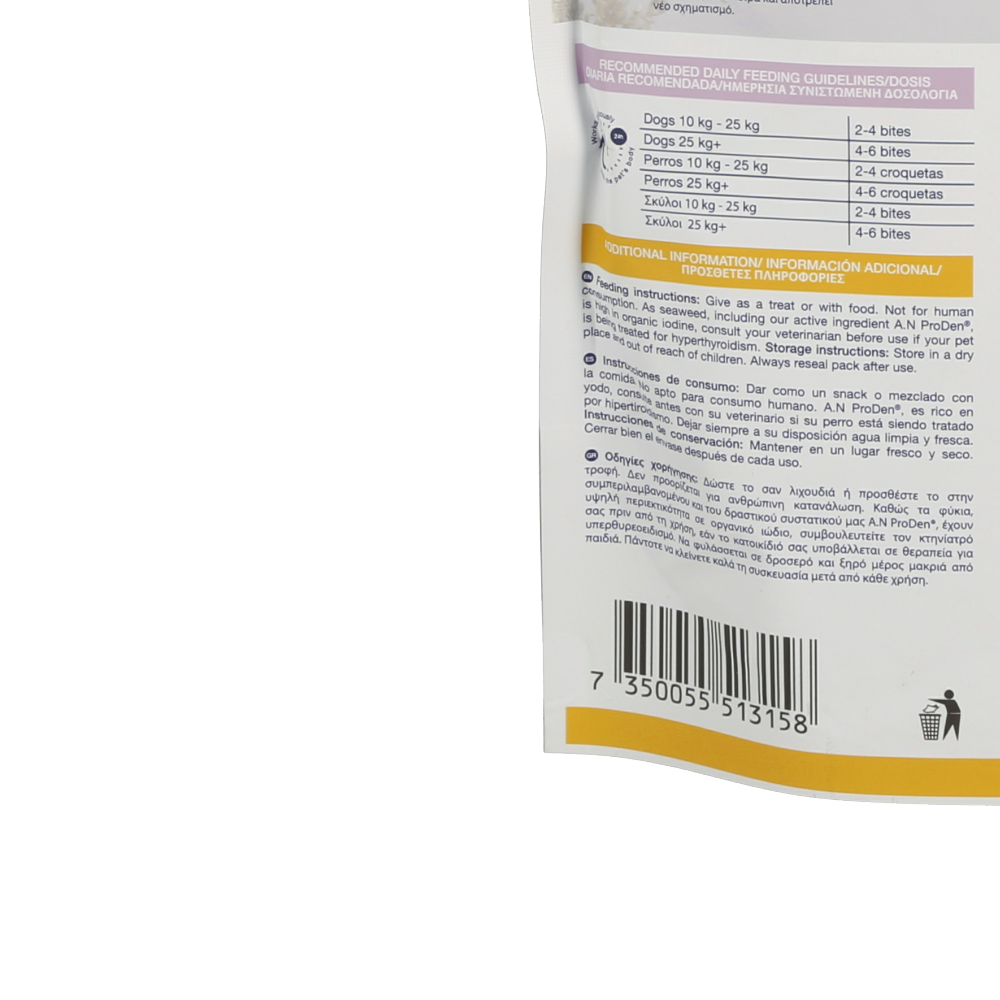 νέο σχηματισμό.
RECOMMENDED DAILY FEEDING GUIDELINES/DOSIS
DIARIA RECOMENDADA/ΗΜΕΡΗΣΙΑ ΣΥΝΙΣΤΩΜΕΝΗ ΔΟΣΟΛΟΓΙΑ
Works
24h
pet's body
Dogs 10 kg - 25 kg 2-4 bites
Dogs 25 kg+ 4-6 bites
Perros 10 kg - 25 kg 2-4 croquetas
Perros 25 kg+ 4-6 croquetas
Σκύλοι 10 kg - 25 kg 2-4 bites
Σκύλοι 25 kg+ 4-6 bites
ADDITIONAL INFORMATION/ INFORMACIÓN ADICIONAL/
ΠΡΟΣΘΕΤΕΣ ΠΛΗΡΟΦΟΡΙΕΣ
EN Feeding instructions: Give as a treat or with food. Not for human
consumption. As seaweed, including our active ingredient A.N ProDen®,
is high in organic iodine, consult your veterinarian before use if your pet
is being treated for hyperthyroidism. Storage instructions: Store in a dry
place and out of reach of children. Always reseal pack after use.
ES Instrucciones de consumo: Dar como un snack o mezclado con
la comida. No apto para consumo humano. A.N ProDen®, es rico en
yodo, consulte antes con su veterinario si su perro está siendo tratado
por hipertiroidismo. Dejar siempre a su disposición agua limpia y fresca.
Instrucciones de conservación: Mantener en un lugar fresco y seco.
Cerrar bien el envase después de cada uso.
GR Οδηγίες χορήγησης: Δώστε το σαν λιχουδιά ή προσθέστε το στην
τροφή. Δεν προορίζεται για ανθρώπινη κατανάλωση. Καθώς τα φύκια,
συμπεριλαμβανομένου και του δραστικού συστατικού μας A.N ProDen®, έχουν
υψηλή περιεκτικότητα σε οργανικό ιώδιο, συμβουλευτείτε τον κτηνίατρό
σας πριν από τη χρήση, εάν το κατοικίδιό σας υποβάλλεται σε θεραπεία για
υπερθυρεοειδισμό. Να φυλάσσεται σε δροσερό και ξηρό μέρος μακριά από
παιδιά. Πάντοτε να κλείνετε καλά τη συσκευασία μετά από κάθε χρήση.
7 350055 513158